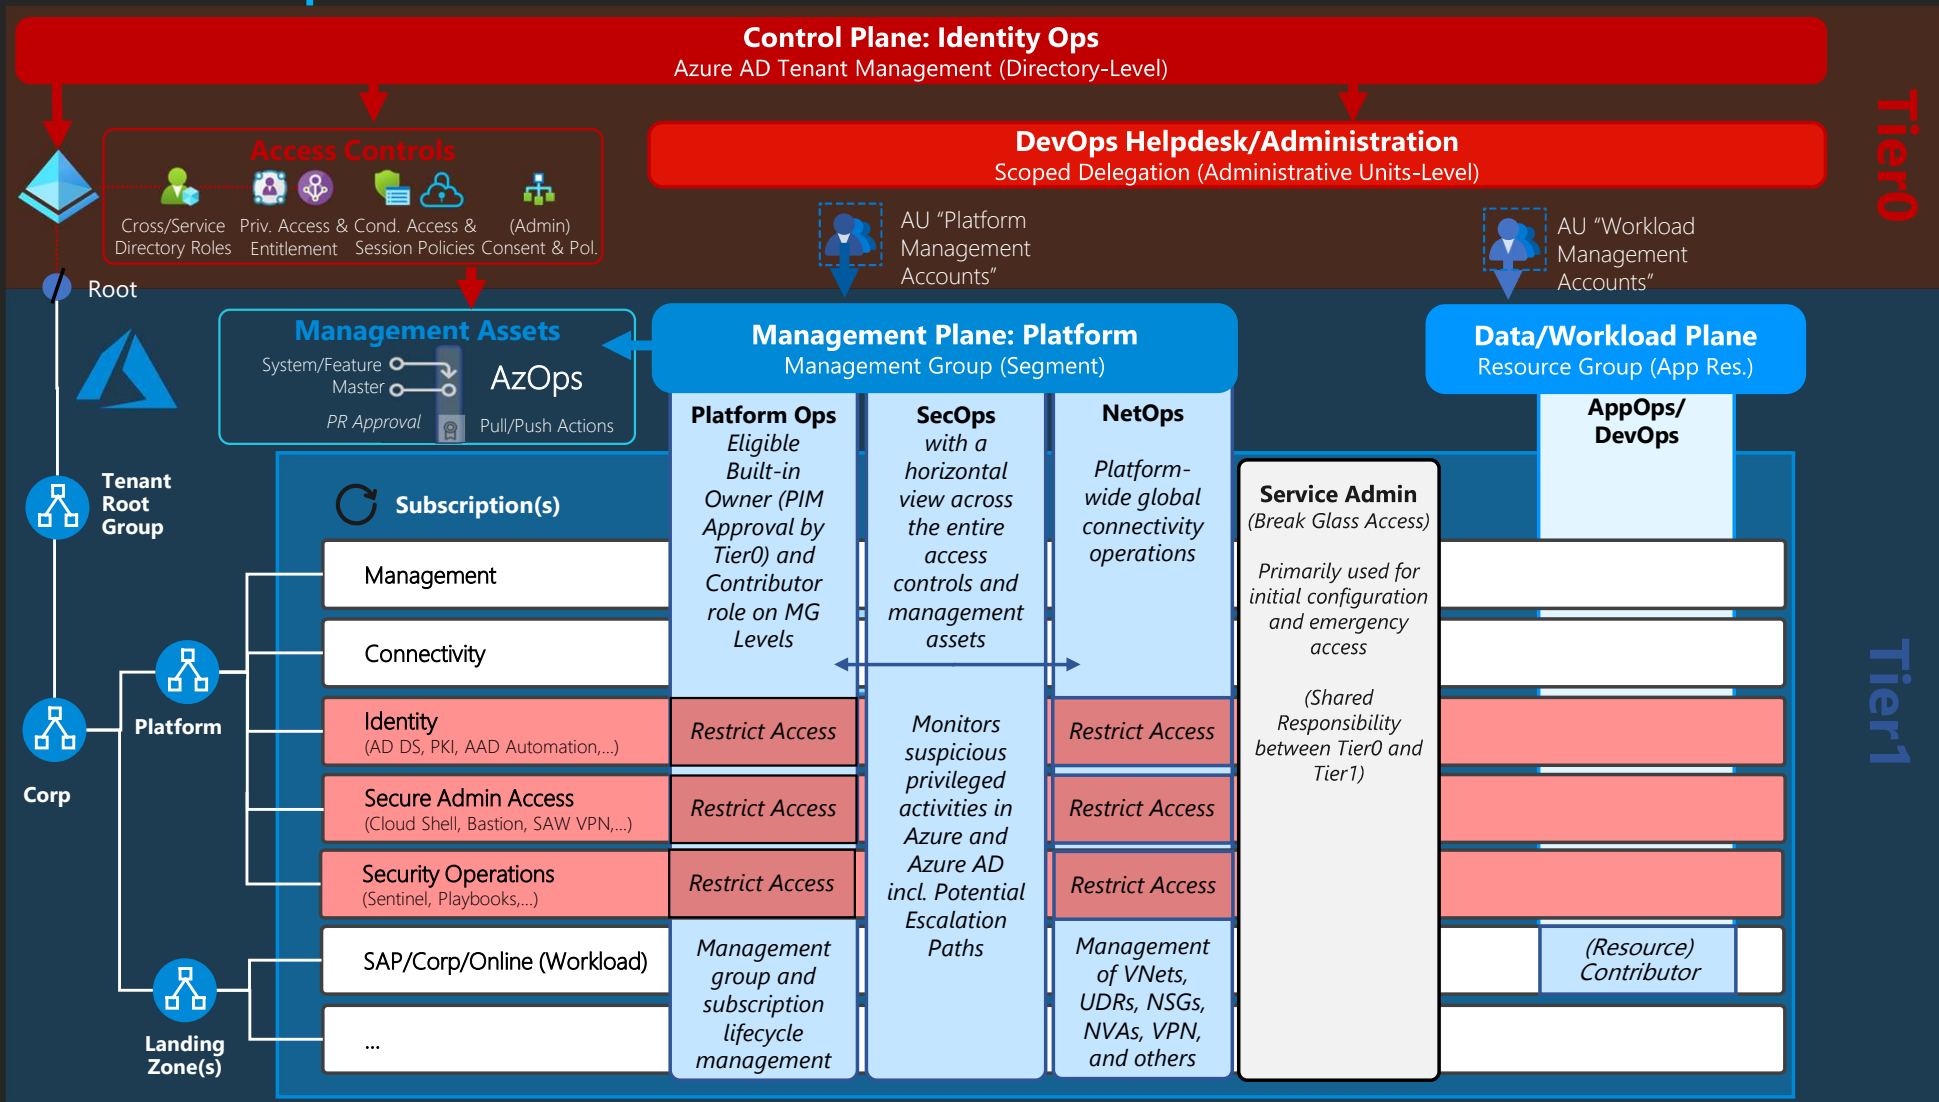 Control Plane: Identity Ops
Azure AD Tenant Management (Directory-Level)
Tier0
Access Controls
Cross/Service
Directory Roles
Priv. Access &
Entitlement
Cond. Access &
Session Policies
(Admin)
Consent & Pol.
DevOps Helpdesk/Administration
Scoped Delegation (Administrative Units-Level)
AU “Platform
Management
Accounts”
AU “Workload
Management
Accounts”
Root
Management Assets
System/Feature
Master
AzOps
PR Approval
Pull/Push Actions
Management Plane: Platform
Management Group (Segment)
Data/Workload Plane
Resource Group (App Res.)
Tier1
Tenant
Root
Group
Corp
Platform
Landing
Zone(s)
Subscription(s)
Management
Connectivity
Identity
(AD DS, PKI, AAD Automation,...)
Secure Admin Access
(Cloud Shell, Bastion, SAW VPN,...)
Security Operations
(Sentinel, Playbooks,...)
SAP/Corp/Online (Workload)
...
Platform Ops
Eligible
Built-in
Owner (PIM
Approval by
Tier0) and
Contributor
role on MG
Levels
Restrict Access
Restrict Access
Restrict Access
Management
group and
subscription
lifecycle
management
SecOps
with a
horizontal
view across
the entire
access
controls and
management
assets
Monitors
suspicious
privileged
activities in
Azure and
Azure AD
incl. Potential
Escalation
Paths
NetOps
Platform-
wide global
connectivity
operations
Restrict Access
Restrict Access
Restrict Access
Management
of VNets,
UDRs, NSGs,
NVAs, VPN,
and others
Service Admin
(Break Glass Access)
Primarily used for
initial configuration
and emergency
access
(Shared
Responsibility
between Tier0 and
Tier1)
AppOps/
DevOps
(Resource)
Contributor